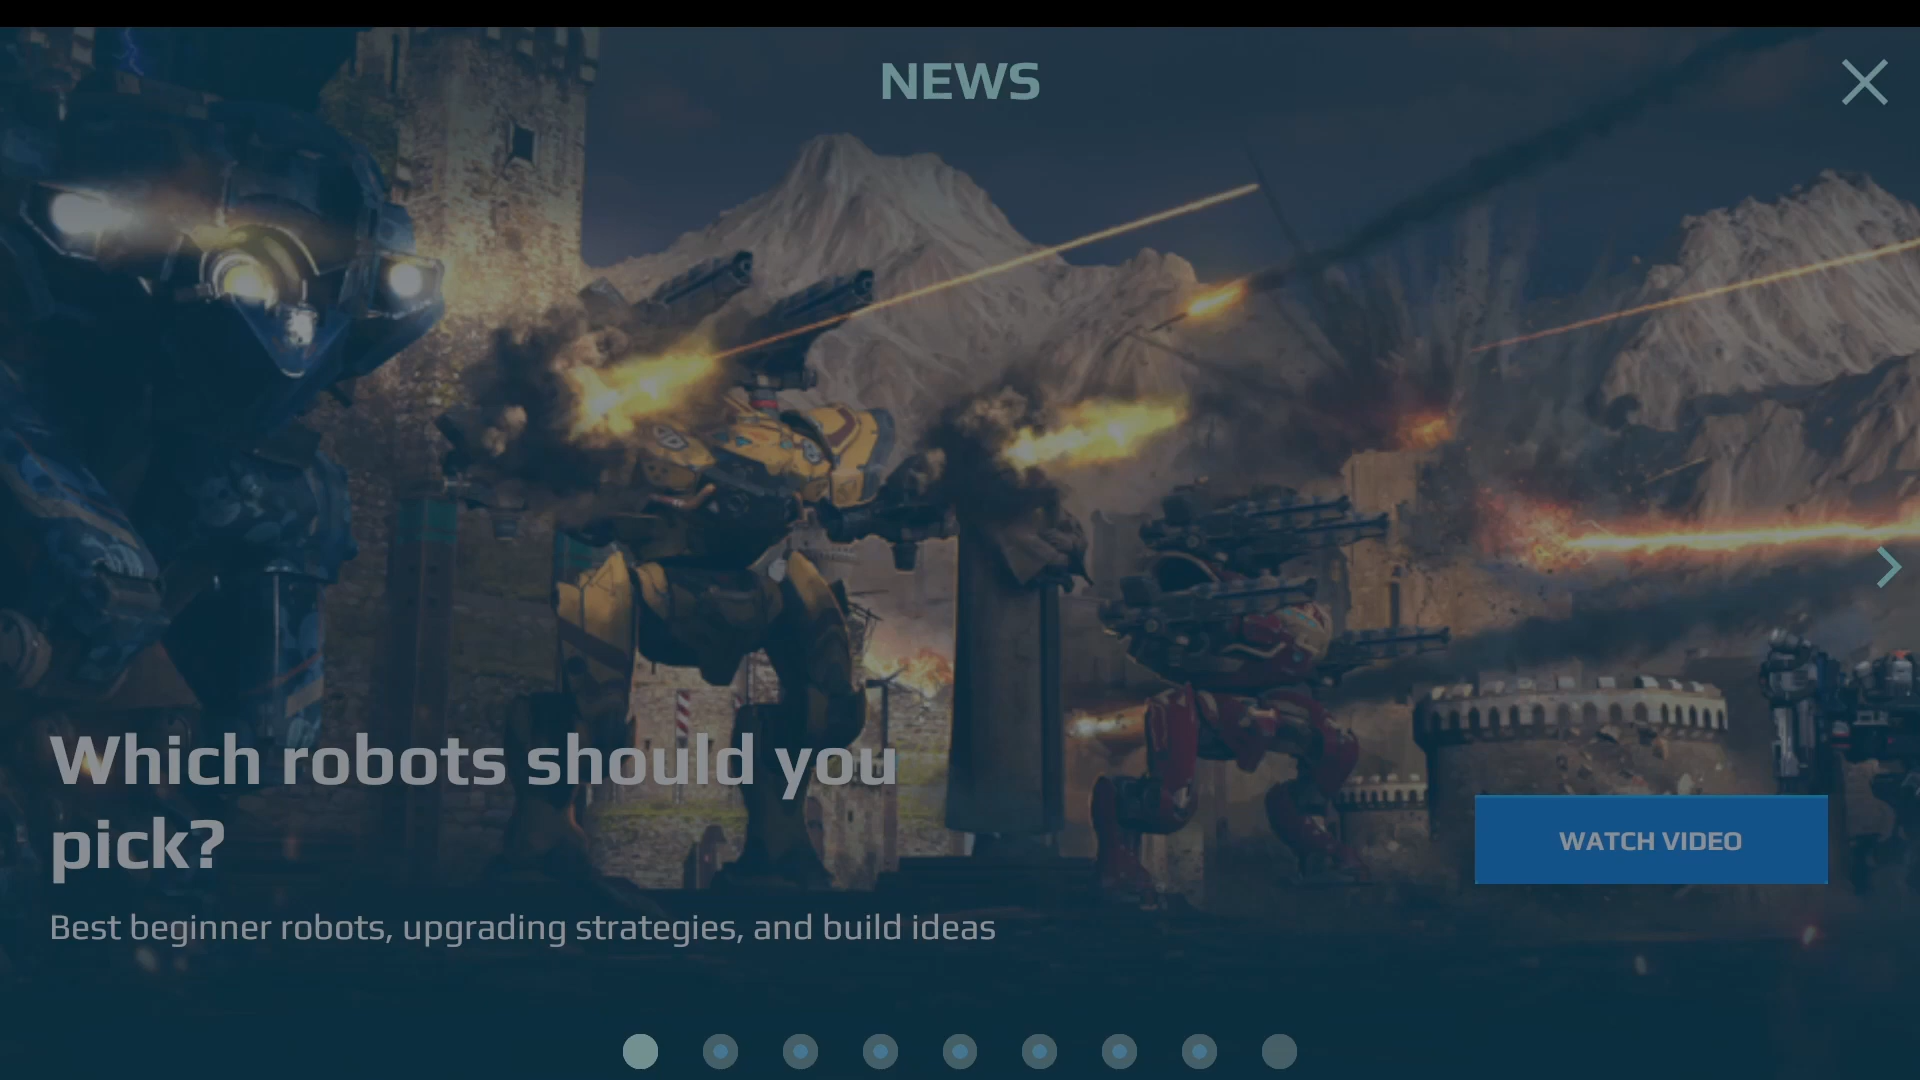 NEWS
Which robots should you
pick?
Best beginner robots, upgrading strategies, and build ideas
WATCH VIDEO